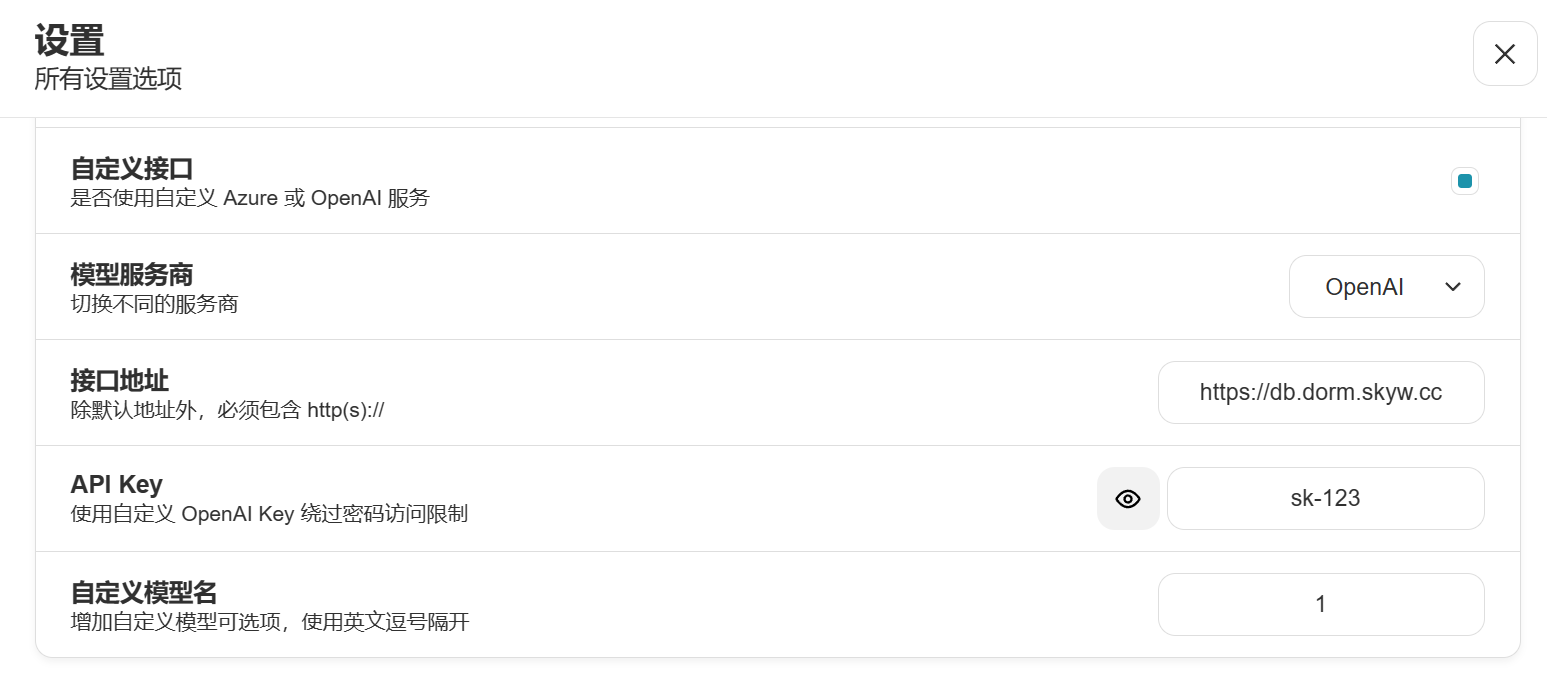 设置
所有设置选项
自定义接口
是否使用自定义 Azure 或 OpenAI 服务
模型服务商
切换不同的服务商
OpenAI
接口地址
除默认地址外，必须包含 http(s)://
https://db.dorm.skyw.cc
API Key
使用自定义 OpenAI Key 绕过密码访问限制
sk-123
自定义模型名
增加自定义模型可选项，使用英文逗号隔开
1